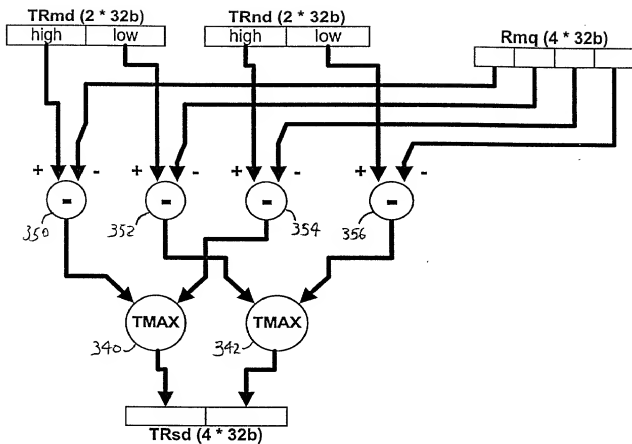 TRmd (2 * 32b)
TRnd (2 * 32b)
Rmq (4 * 32b)
high
low
high
low
+
-
+
-
+
-
+
-
-
-
-
-
350
352
354
356
TMAX
TMAX
340
342
TRsd (4 * 32b)